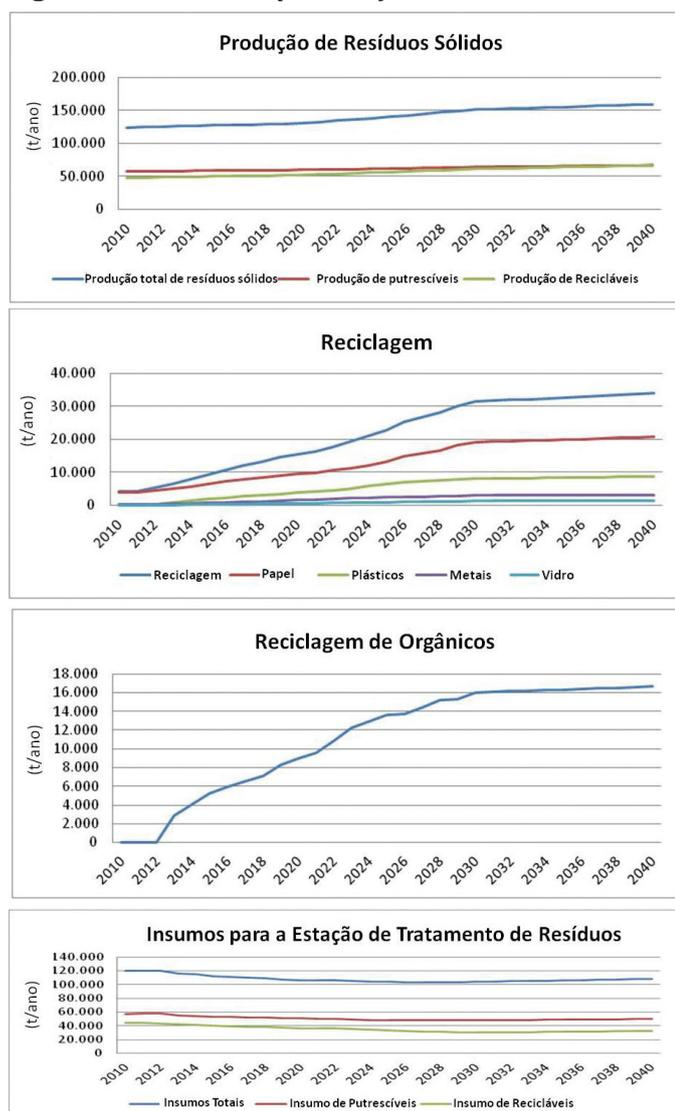 Produção de Resíduos Sólidos
(t/ano)
200.000
150.000
100.000
50.000
0
2010 2012 2014 2016 2018 2020 2022 2024 2026 2028 2030 2032 2034 2036 2038 2040
Produção total de resíduos sólidos Produção de putrescíveis Produção de Recicláveis
Reciclagem
(t/ano)
40.000
30.000
20.000
10.000
0
2010 2012 2014 2016 2018 2020 2022 2024 2026 2028 2030 2032 2034 2036 2038 2040
Reciclagem Papel Plásticos Metais Vidro
Reciclagem de Orgânicos
(t/ano)
18.000
16.000
14.000
12.000
10.000
8.000
6.000
4.000
2.000
0
2010 2012 2014 2016 2018 2020 2022 2024 2026 2028 2030 2032 2034 2036 2038 2040
Insumos para a Estação de Tratamento de Resíduos
(t/ano)
140.000
120.000
100.000
80.000
60.000
40.000
20.000
0
2010 2012 2014 2016 2018 2020 2022 2024 2026 2028 2030 2032 2034 2036 2038 2040
Insumos Totais Insumo de Putrescíveis Insumo de Recicláveis